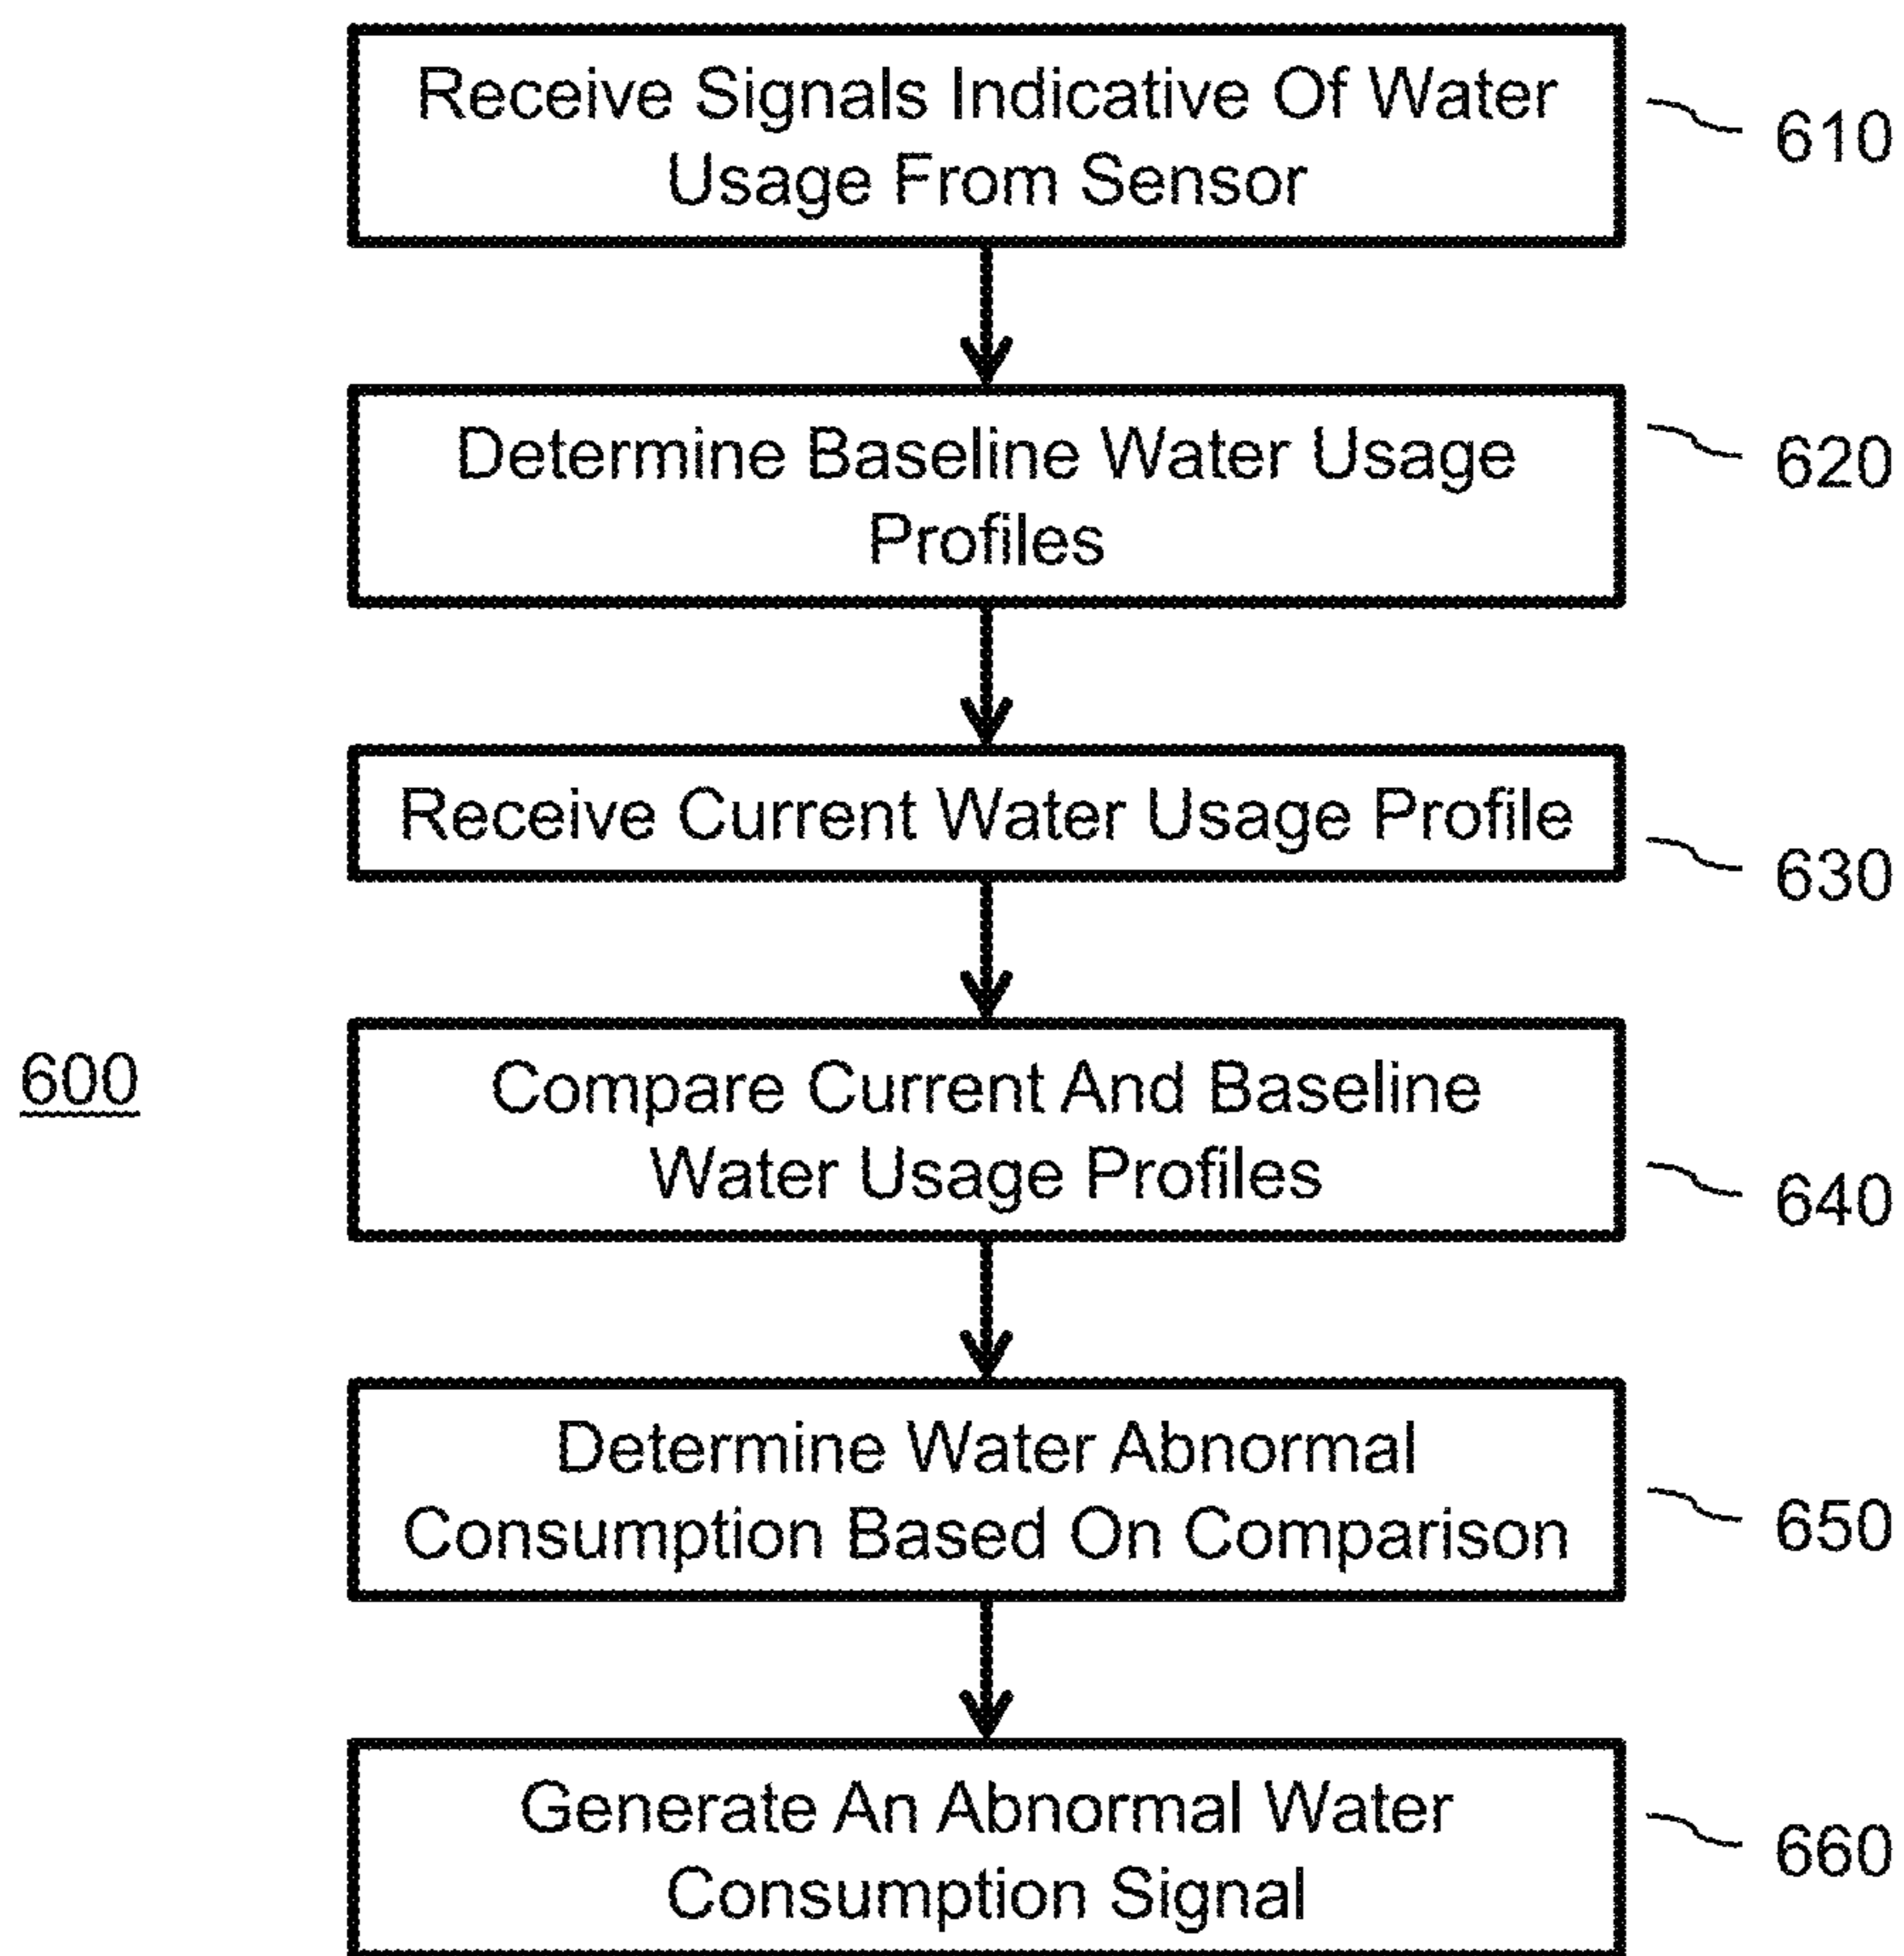 Receive Signals Indicative Of Water
Usage From Sensor
610
Determine Baseline Water Usage
Profiles
620
Receive Current Water Usage Profile
630
600
Compare Current And Baseline
Water Usage Profiles
640
Determine Water Abnormal
Consumption Based On Comparison
650
Generate An Abnormal Water
Consumption Signal
660